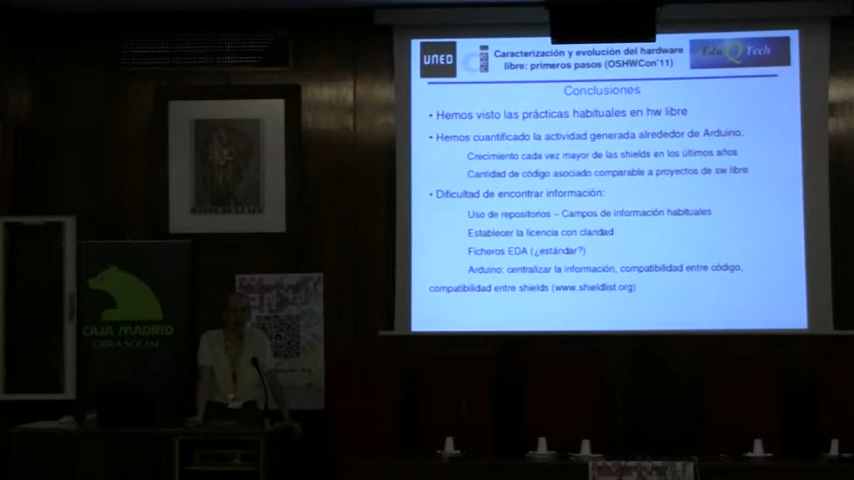 UNED
Caracterización y evolución del hardware
libre: primeros pasos (OSHWCon'11)
EduQTech
Conclusiones
• Hemos visto las prácticas habituales en hw libre
• Hemos cuantificado la actividad generada alrededor de Arduino:
Crecimiento cada vez mayor de las shields en los últimos años
Cantidad de código asociado comparable a proyectos de sw libre
• Dificultad de encontrar información:
Uso de repositorios – Campos de información habituales
Establecer la licencia con claridad
Ficheros EDA (¿estándar?)
Arduino: centralizar la información, compatibilidad entre código,
compatibilidad entre shields (www.shieldlist.org)
CAJA MADRID
OBRA SOCIAL